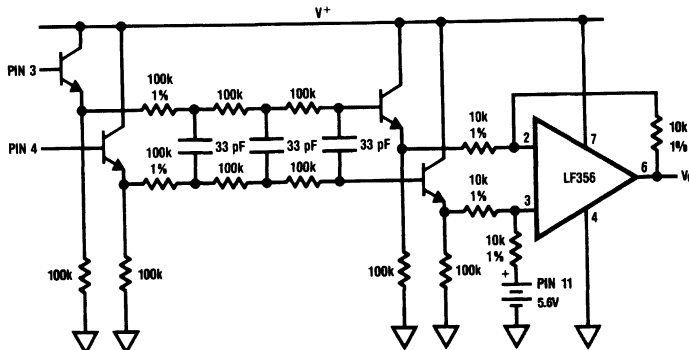 V+
PIN 3
100k
1%
100k
100k
10k
1%
2
7
10k
1%
33 pF
33 pF
33 pF
LF356
6
PIN 4
100k
1%
100k
100k
10k
1%
3
4
10k
1%
100k
100k
100k
100k
+
PIN 11
5.6V